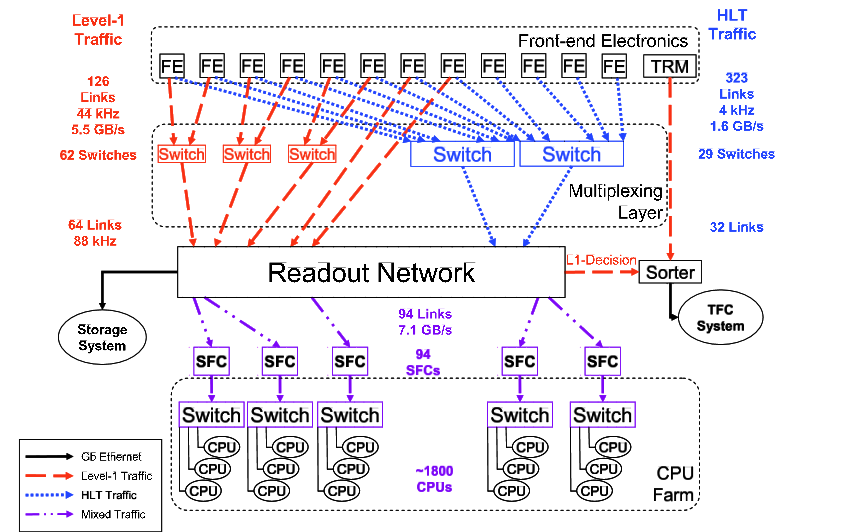 Level-1
Traffic
HLT
Traffic
Front-end Electronics
FE FE FE FE FE FE FE FE FE FE FE FE TRM
126
Links
44 kHz
5.5 GB/s
323
Links
4 kHz
1.6 GB/s
62 Switches
Switch Switch Switch Switch Switch
29 Switches
Multiplexing
Layer
64 Links
88 kHz
32 Links
Readout Network
L1-Decision
Sorter
Storage
System
94 Links
7.1 GB/s
TFC
System
SFC SFC SFC SFC SFC
94
SFCs
Switch Switch Switch Switch Switch
CPU CPU CPU CPU CPU
CPU CPU CPU CPU CPU
CPU CPU CPU CPU CPU
~1800
CPUs
CPU
Farm
Gb Ethernet
Level-1 Traffic
HLT Traffic
Mixed Traffic